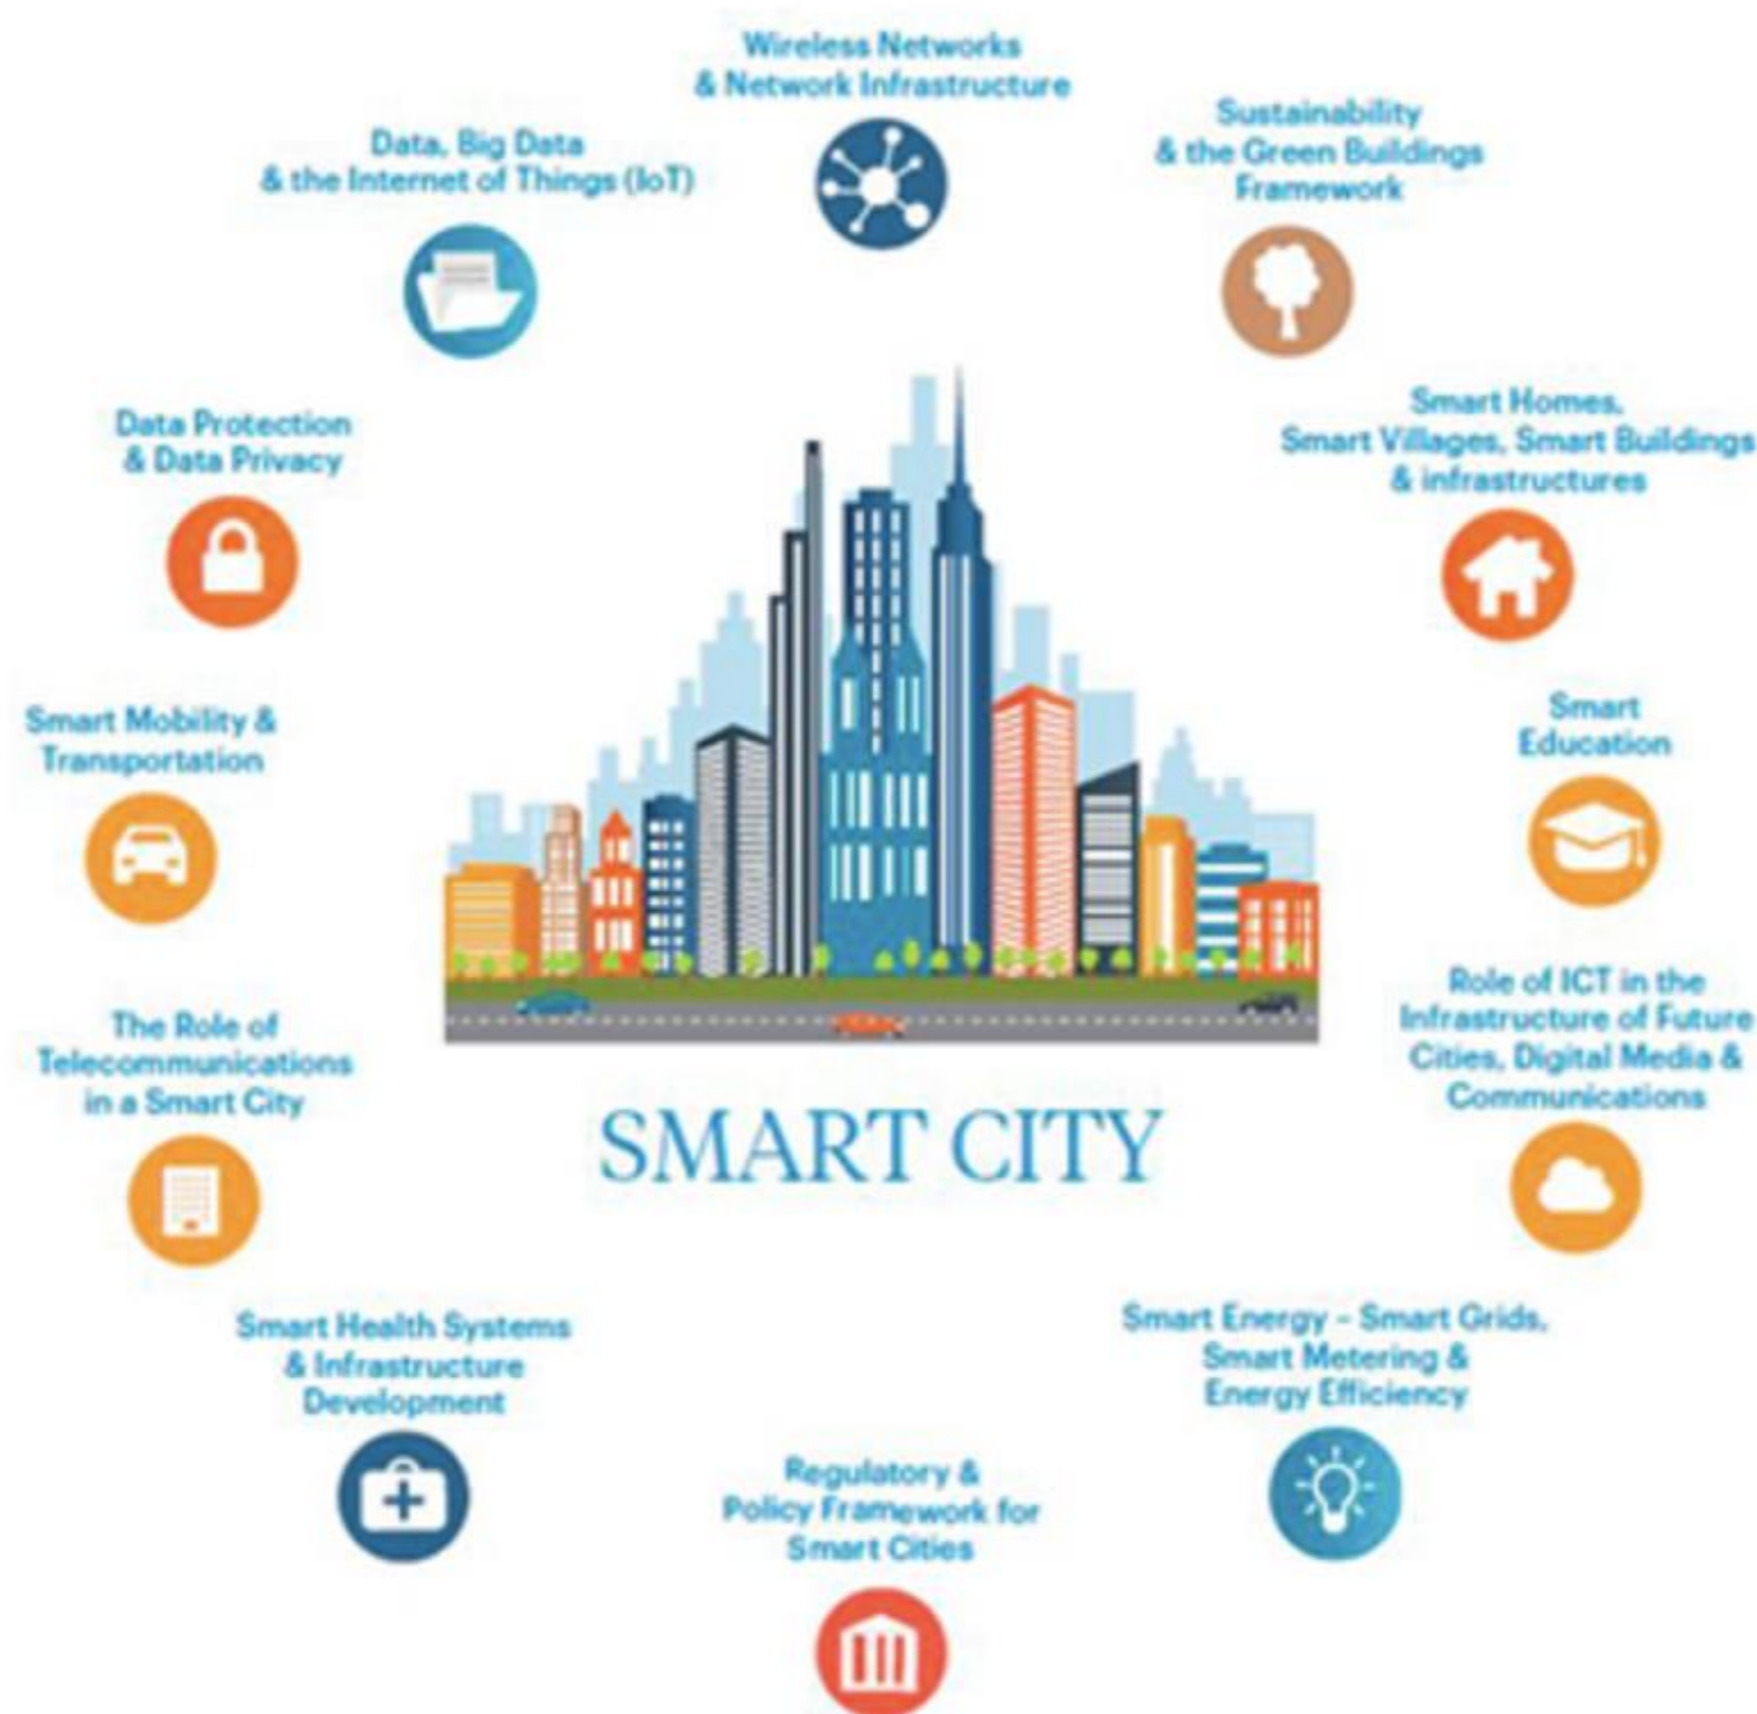 Wireless Networks
& Network Infrastructure
Data, Big Data
& the Internet of Things (IoT)
Sustainability
& the Green Buildings
Framework
Data Protection
& Data Privacy
Smart Homes,
Smart Villages, Smart Buildings
& infrastructures
Smart Mobility &
Transportation
Smart
Education
The Role of
Telecommunications
in a Smart City
Role of ICT in the
Infrastructure of Future
Cities, Digital Media &
Communications
SMART CITY
Smart Health Systems
& Infrastructure
Development
Smart Energy – Smart Grids,
Smart Metering &
Energy Efficiency
Regulatory &
Policy Framework for
Smart Cities